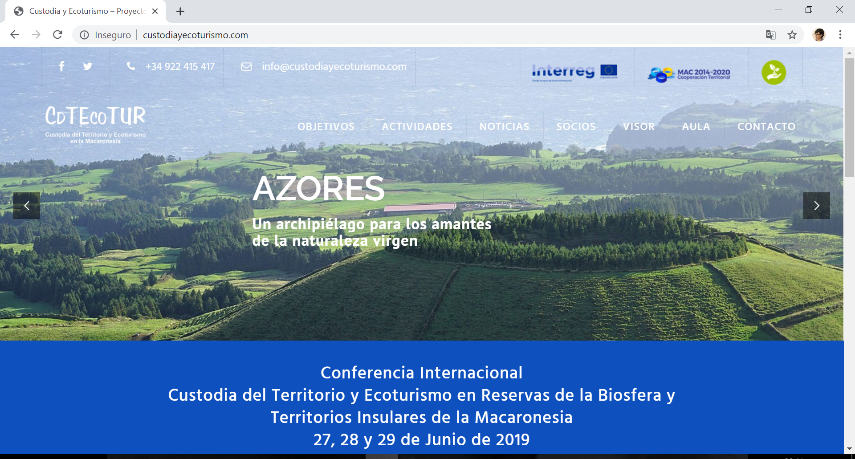 Custodia y Ecoturismo – Proyecto
Inseguro | custodiayecoturismo.com
+34 922 415 417
info@custodiayecoturismo.com
Interreg
MAC 2014-2020
Cooperación Territorial
CDTECOTUR
Custodia del Territorio y Ecoturismo
en la Macaronesia
OBJETIVOS
ACTIVIDADES
NOTICIAS
SOCIOS
VISOR
AULA
CONTACTO
AZORES
Un archipiélago para los amantes
de la naturaleza virgen
Conferencia Internacional
Custodia del Territorio y Ecoturismo en Reservas de la Biosfera y
Territorios Insulares de la Macaronesia
27, 28 y 29 de Junio de 2019